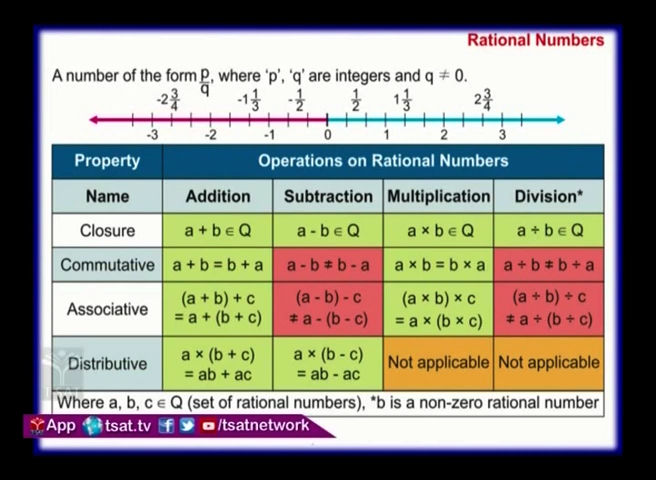 Rational Numbers
A number of the form p/q, where 'p', 'q' are integers and q ≠ 0.
-2 3/4 -1 1/3 -1/2 1/2 1 1/3 2 3/4
-3 -2 -1 0 1 2 3
Property Operations on Rational Numbers
Name Addition Subtraction Multiplication Division*
Closure a + b ∈ Q a - b ∈ Q a × b ∈ Q a ÷ b ∈ Q
Commutative a + b = b + a a - b ≠ b - a a × b = b × a a ÷ b ≠ b ÷ a
Associative (a + b) + c = a + (b + c) (a - b) - c ≠ a - (b - c) (a × b) × c = a × (b × c) (a ÷ b) ÷ c ≠ a ÷ (b ÷ c)
Distributive a × (b + c) = ab + ac a × (b - c) = ab - ac Not applicable Not applicable
Where a, b, c ∈ Q (set of rational numbers), *b is a non-zero rational number
App tsat.tv /tsatnetwork